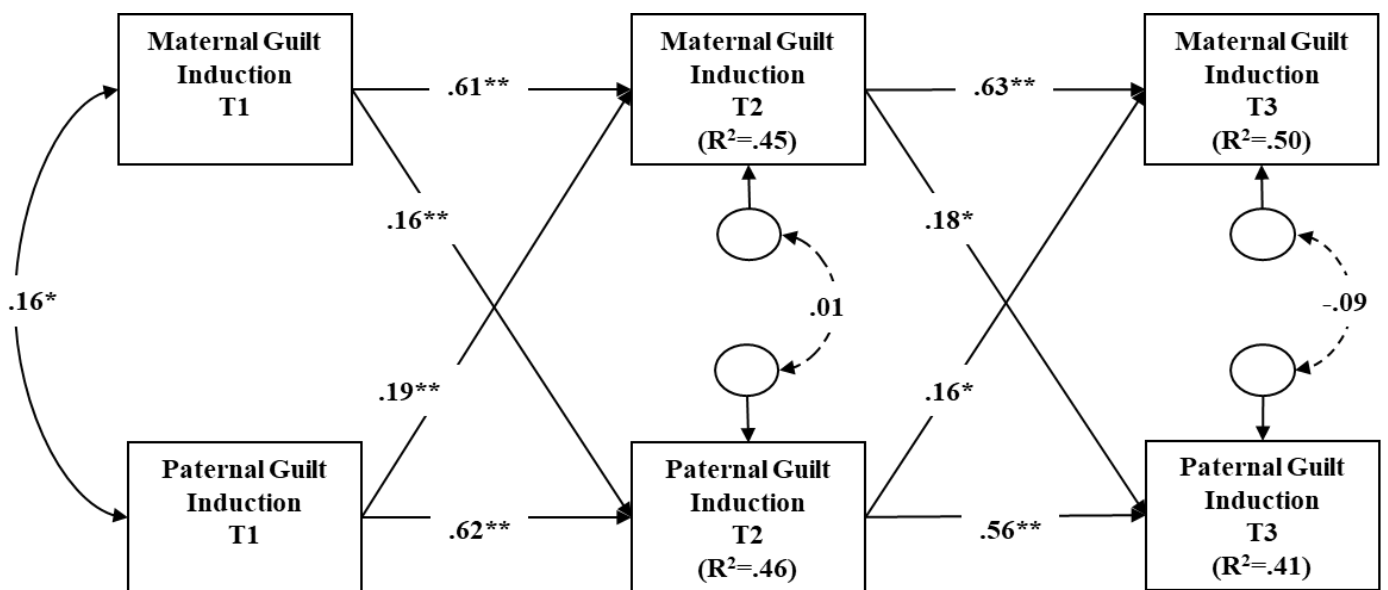 Maternal Guilt
Induction
T1
.61**
Maternal Guilt
Induction
T2
(R²=.45)
.63**
Maternal Guilt
Induction
T3
(R²=.50)
.16*
.16**
.19**
.01
.18*
.16*
-.09
Paternal Guilt
Induction
T1
.62**
Paternal Guilt
Induction
T2
(R²=.46)
.56**
Paternal Guilt
Induction
T3
(R²=.41)